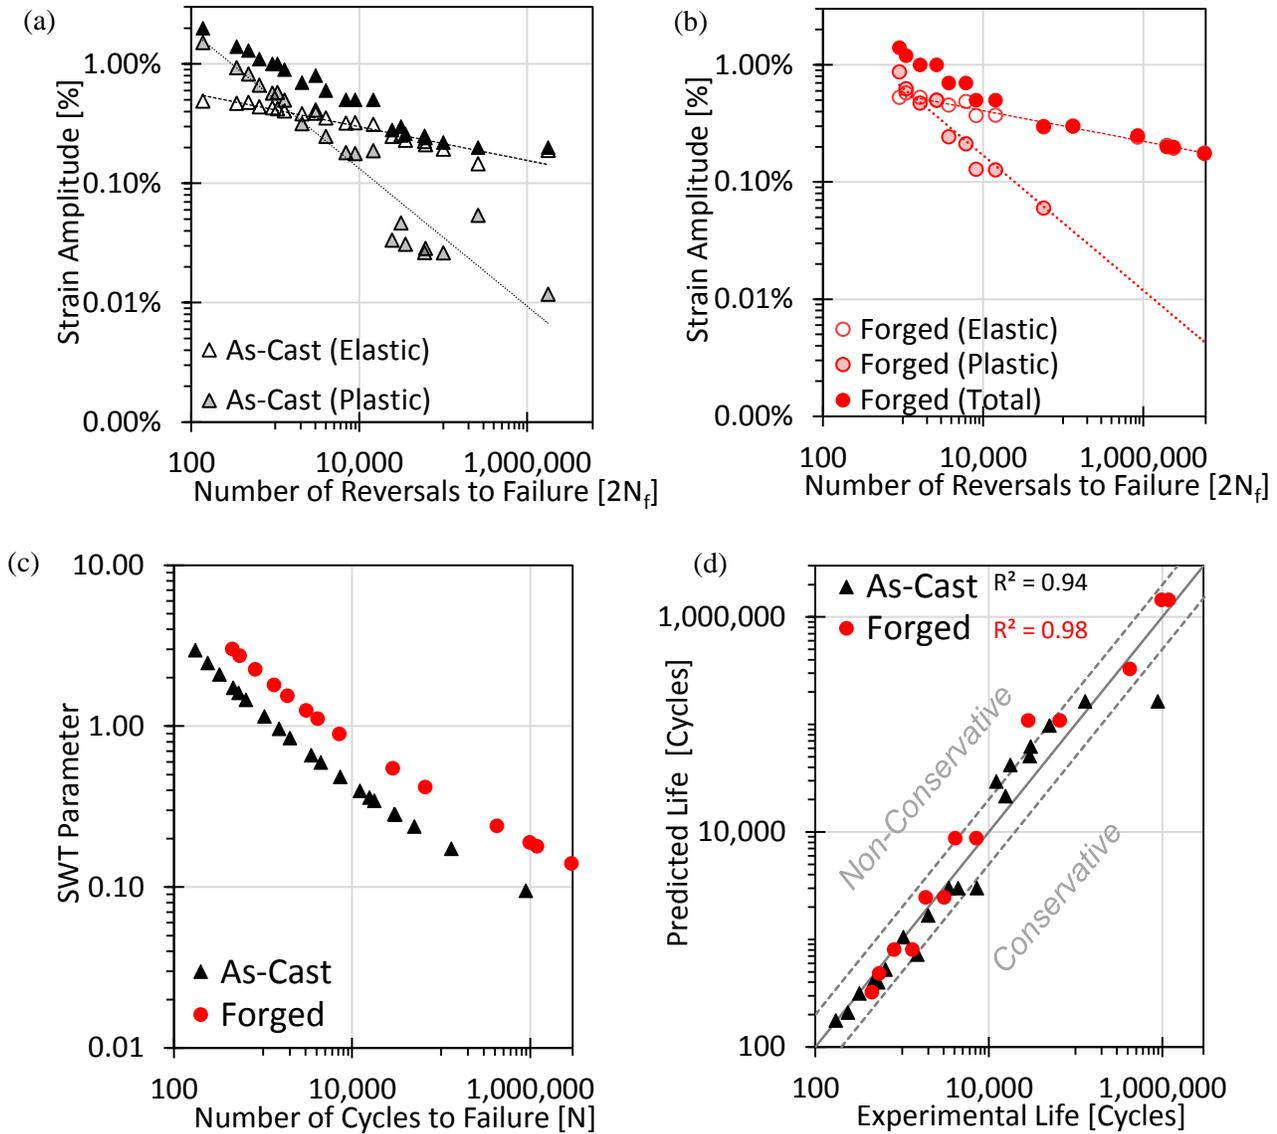 (a)
1.00%
0.10%
0.01%
0.00%
Strain Amplitude [%]
As-Cast (Elastic)
As-Cast (Plastic)
100
10,000
1,000,000
Number of Reversals to Failure [2Nf]
(b)
1.00%
0.10%
0.01%
0.00%
Strain Amplitude [%]
Forged (Elastic)
Forged (Plastic)
Forged (Total)
100
10,000
1,000,000
Number of Reversals to Failure [2Nf]
(c)
10.00
1.00
0.10
0.01
SWT Parameter
As-Cast
Forged
100
10,000
1,000,000
Number of Cycles to Failure [N]
(d)
As-Cast R² = 0.94
Forged R² = 0.98
1,000,000
10,000
100
Predicted Life [Cycles]
Non-Conservative
Conservative
100
10,000
1,000,000
Experimental Life [Cycles]